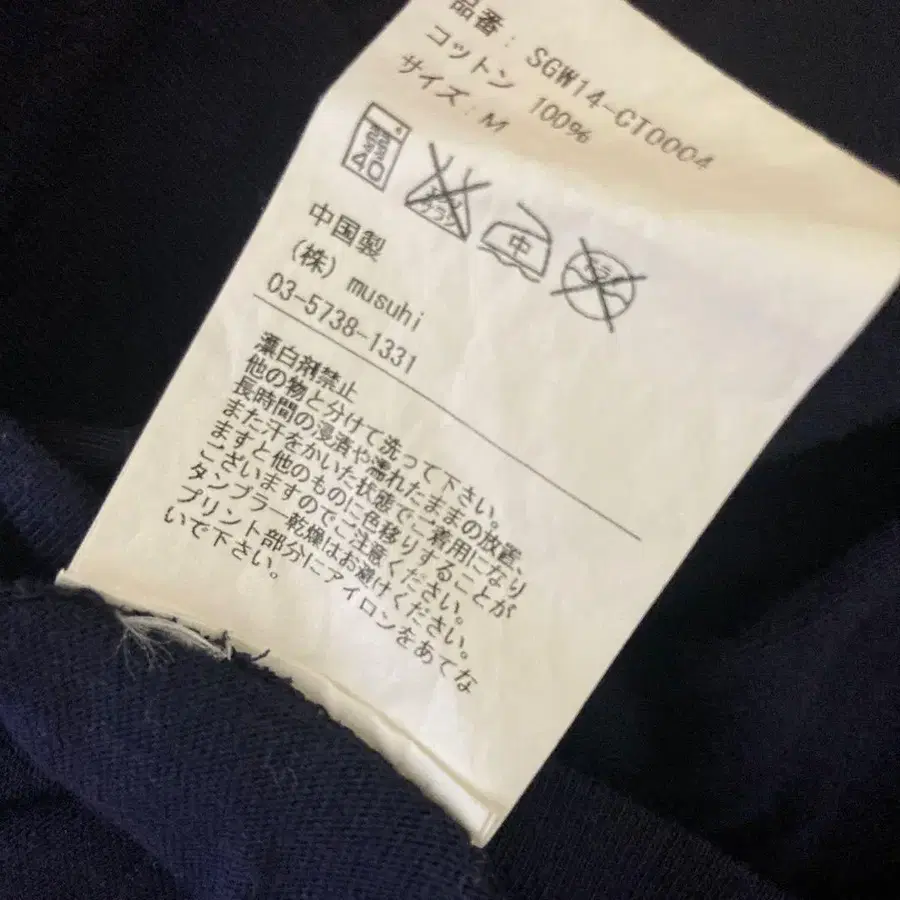 品番: SGW14-CT0004
コットン 100%
サイズ: M
40
中
中国製
(株) musuhi
03-5738-1331
漂白剤禁止
他の物と分けて洗って下さい。
長時間の浸漬や濡れたままの放置、
また汗をかいた状態でご着用になり
ますと他のものに色移りすることが
ございますのでご注意ください。
タンブラー乾燥はお避けください。
プリント部分にアイロンをあてな
いで下さい。